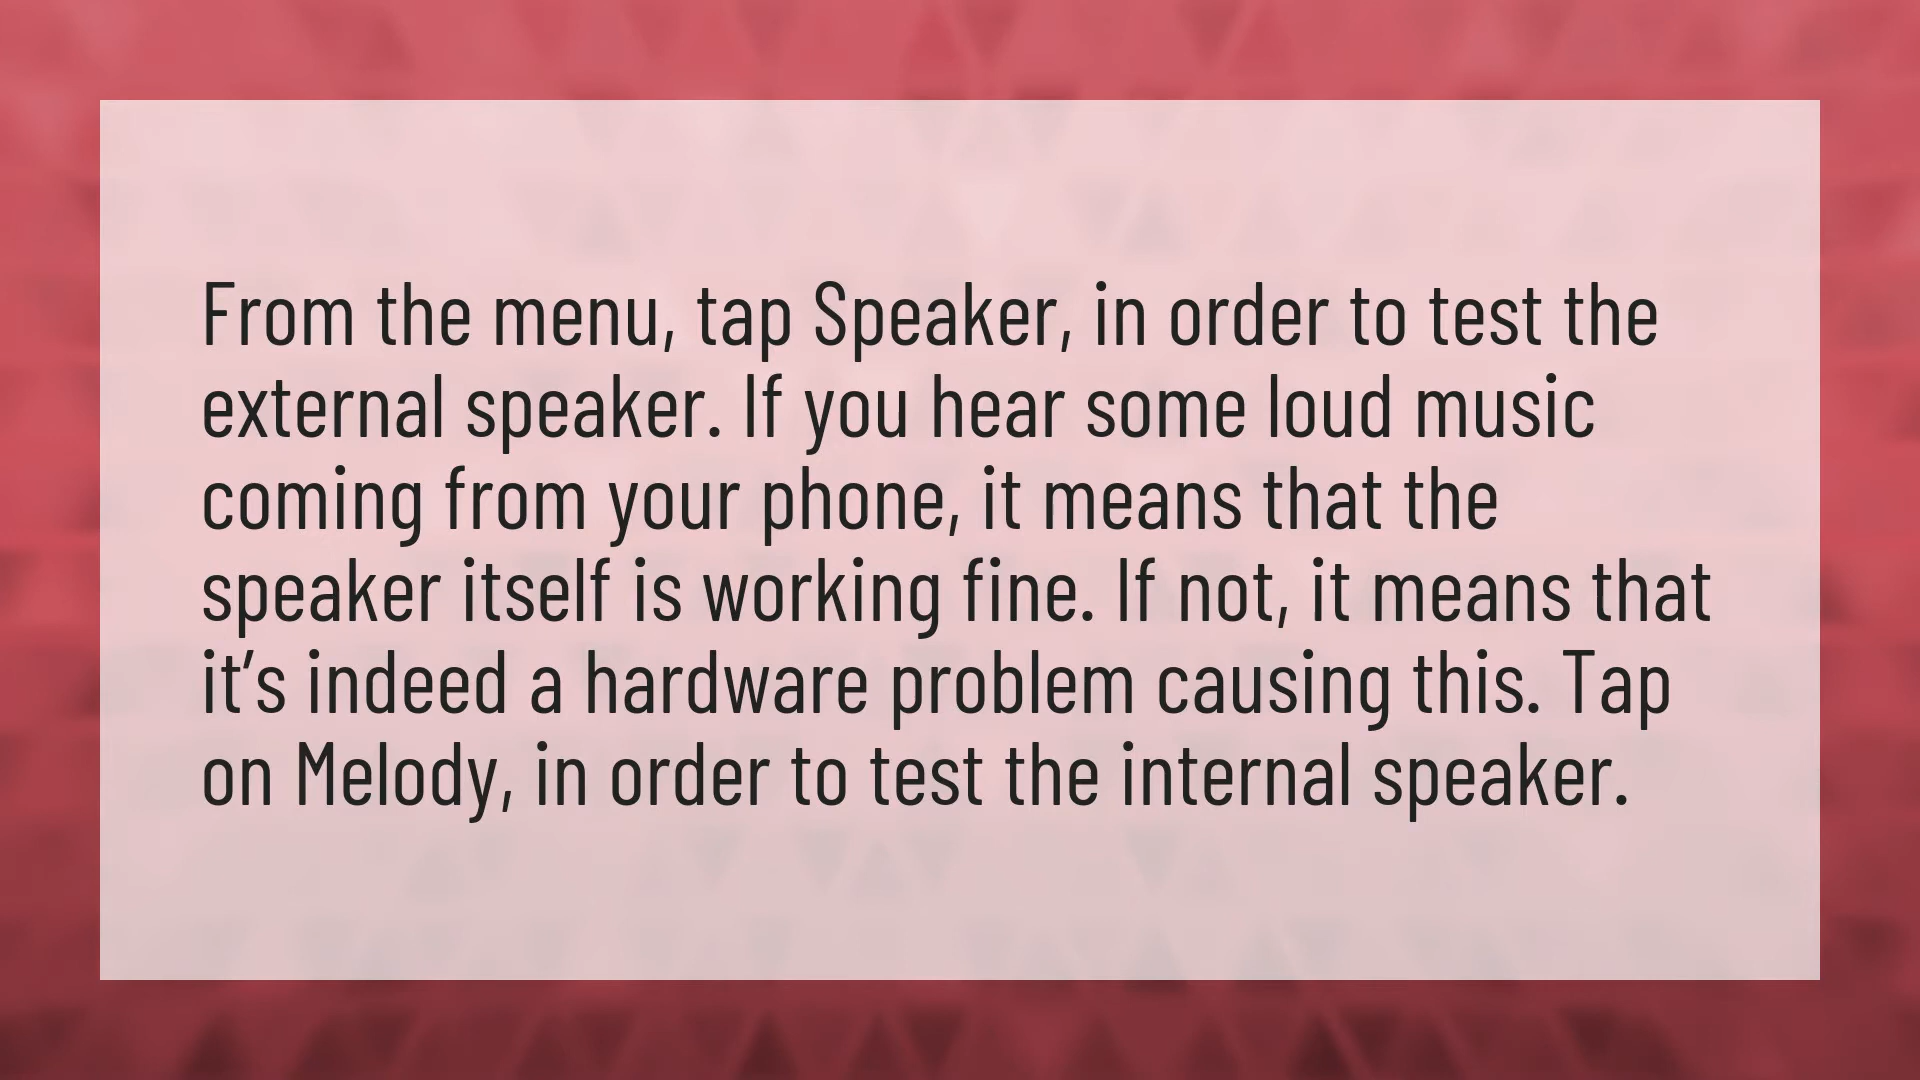 From the menu, tap Speaker, in order to test the
external speaker. If you hear some loud music
coming from your phone, it means that the
speaker itself is working fine. If not, it means that
it’s indeed a hardware problem causing this. Tap
on Melody, in order to test the internal speaker.